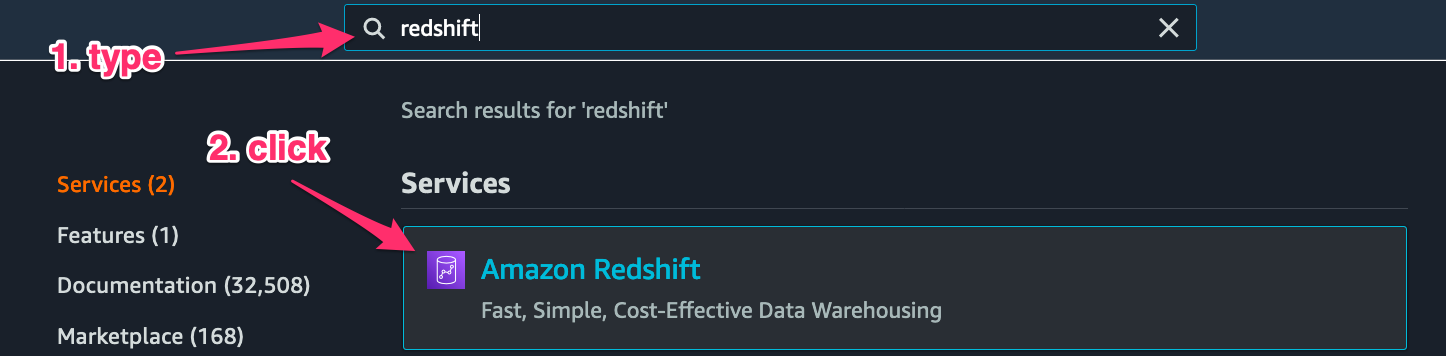 redshift
1. type
Search results for 'redshift'
2. click
Services (2)
Services
Features (1)
Amazon Redshift
Documentation (32,508)
Fast, Simple, Cost-Effective Data Warehousing
Marketplace (168)